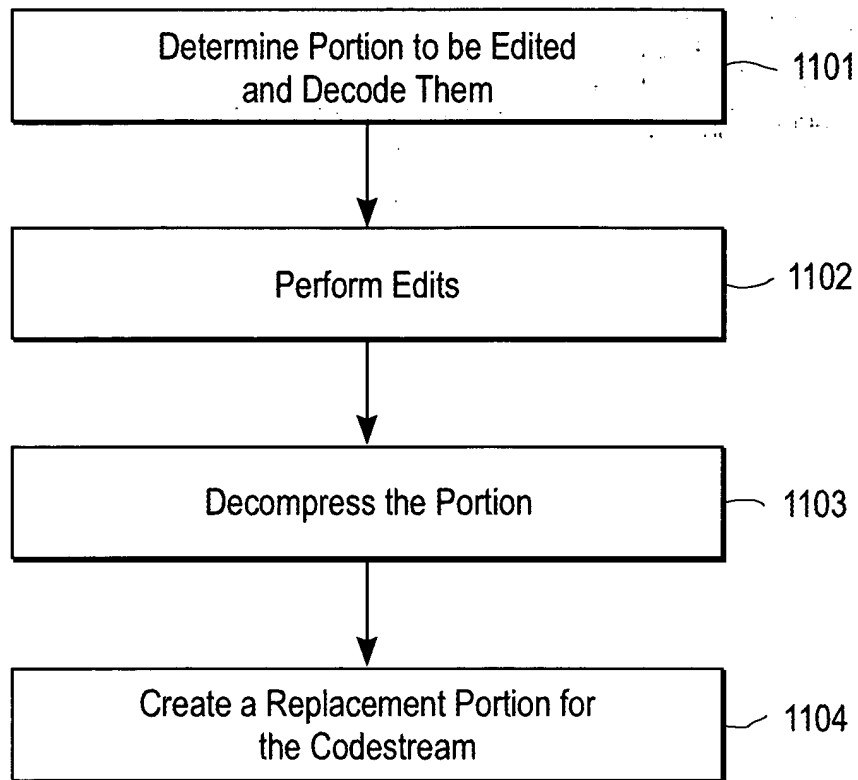 Determine Portion to be Edited
and Decode Them
1101
Perform Edits
1102
Decompress the Portion
1103
Create a Replacement Portion for
the Codestream
1104